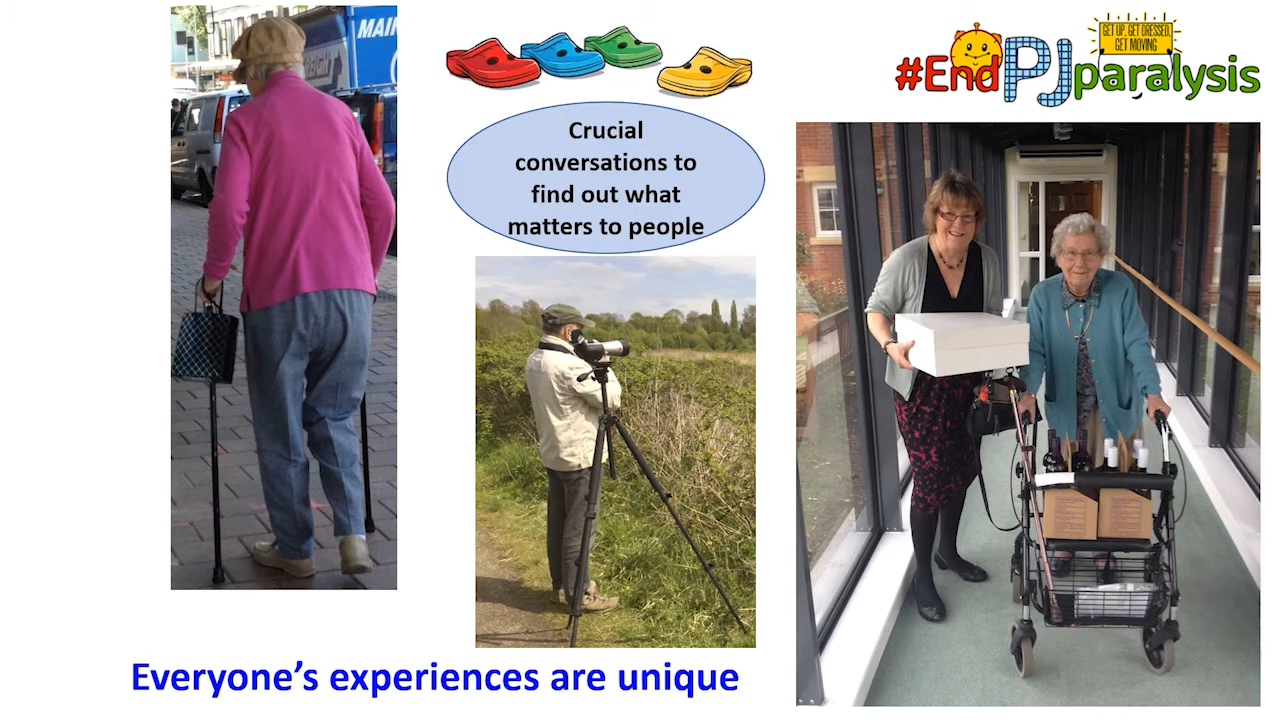 MAIN
EIGHT
Crucial
conversations to
find out what
matters to people
#EndPJparalysis
GET UP, GET DRESSED,
GET MOVING
Everyone's experiences are unique